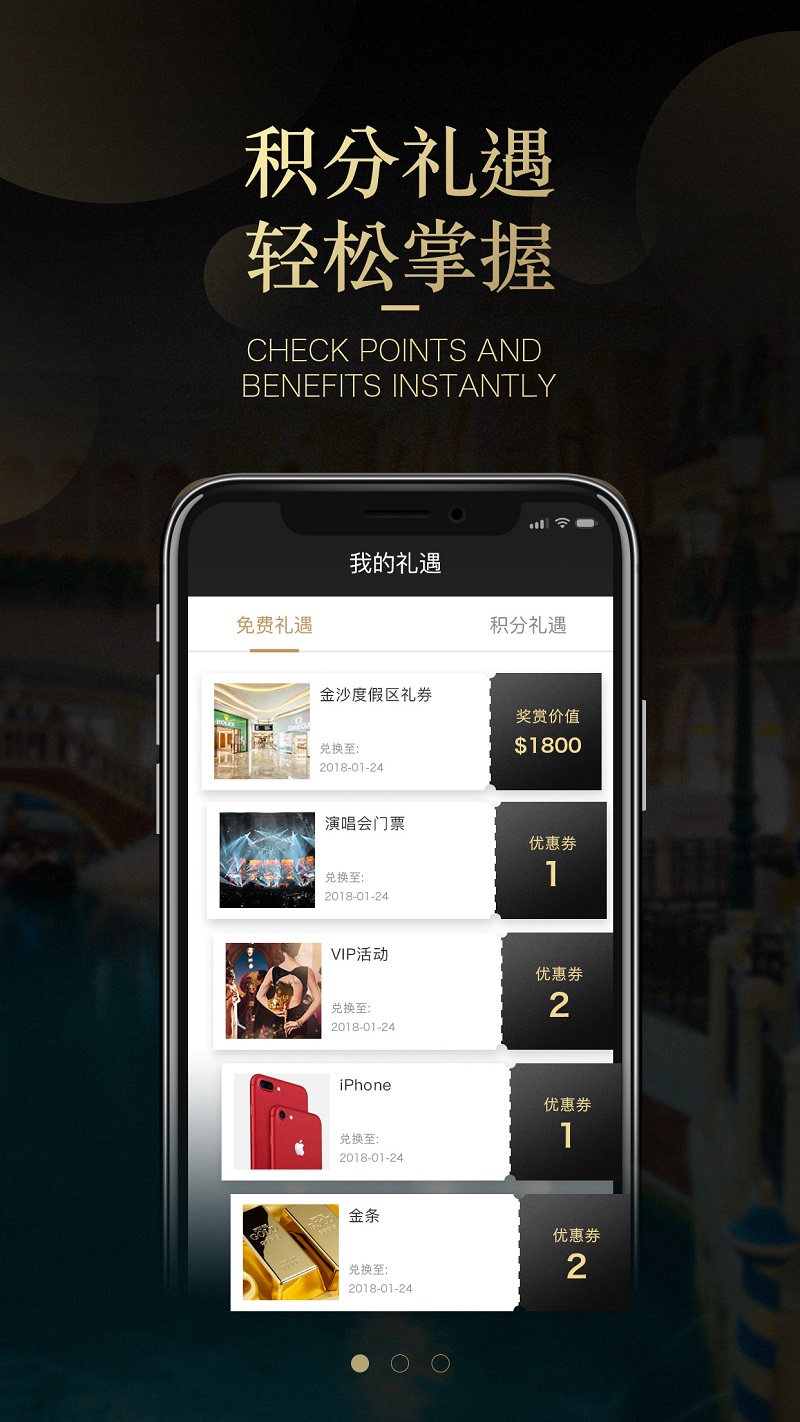 积分礼遇
轻松掌握
CHECK POINTS AND
BENEFITS INSTANTLY
我的礼遇
免费礼遇
积分礼遇
金沙度假区礼券
兑换至:
2018-01-24
奖赏价值
$1800
ROLEX
OMEGA
演唱会门票
兑换至:
2018-01-24
优惠券
1
VIP活动
兑换至:
2018-01-24
优惠券
2
iPhone
兑换至:
2018-01-24
优惠券
1
金条
兑换至:
2018-01-24
优惠券
2
GOLD